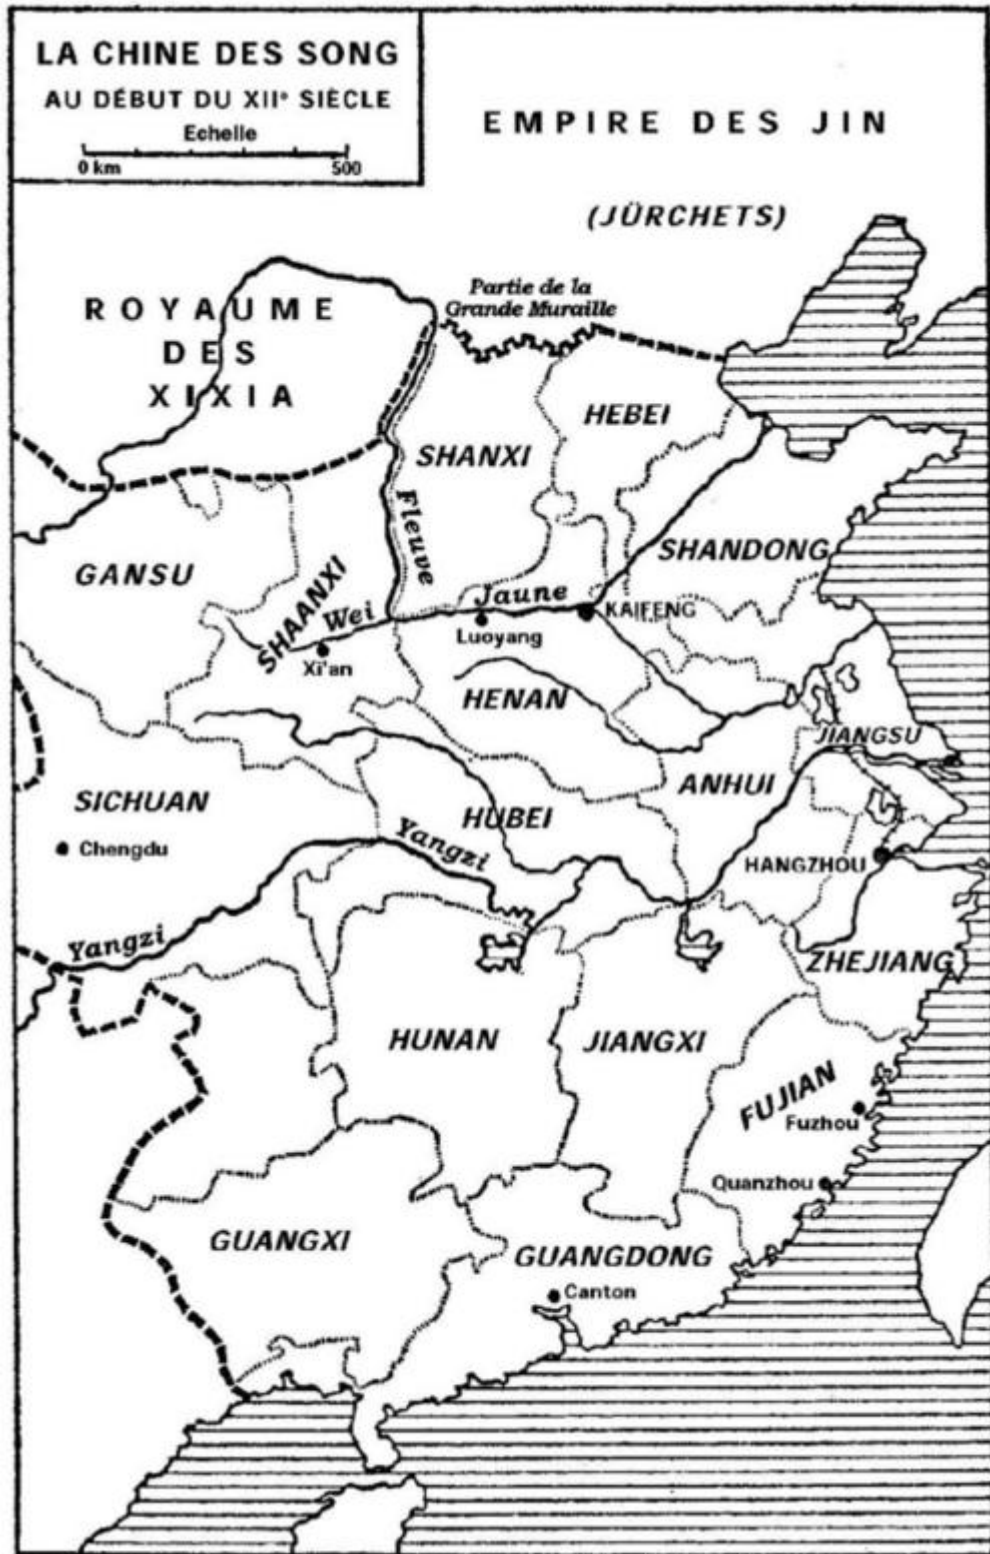 LA CHINE DES SONG
AU DÉBUT DU XIIᵉ SIÈCLE
Echelle
0 km 500
EMPIRE DES JIN
(JÜRCHETS)
Partie de la
Grande Muraille
ROYAUME
DES
XIXIA
HEBEI
SHANXI
Fleuve
SHANDONG
GANSU
SHAANXI
Jaune
Wei
KAIFENG
Luoyang
Xi'an
HENAN
JIANGSU
ANHUI
SICHUAN
HUBEI
Yangzi
Chengdu
HANGZHOU
Yangzi
ZHEJIANG
HUNAN
JIANGXI
FUJIAN
Fuzhou
Quanzhou
GUANGXI
GUANGDONG
Canton